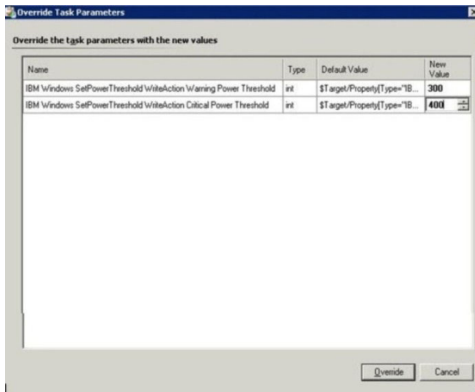 Override Task Parameters
Override the task parameters with the new values
Name Type Default Value New Value
IBM Windows SetPowerThreshold WriteAction Warning Power Threshold int $Target/Property[Type="IB... 300
IBM Windows SetPowerThreshold WriteAction Critical Power Threshold int $Target/Property[Type="IB... 400
Override Cancel